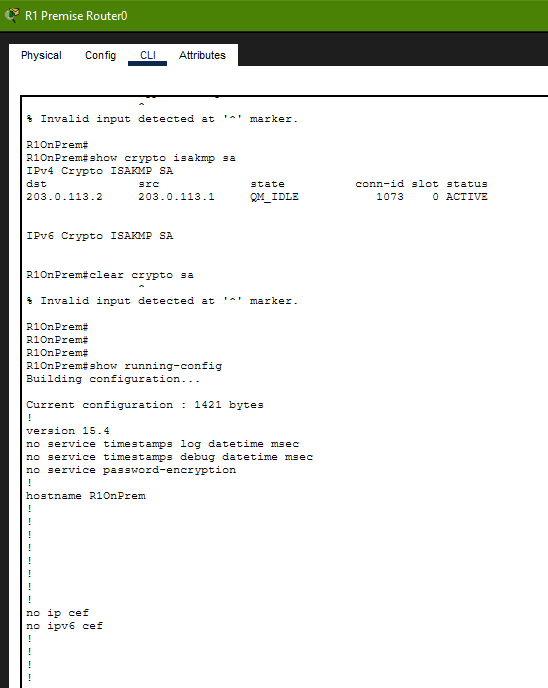 R1 Premise Router0
Physical Config CLI Attributes
^
% Invalid input detected at '^' marker.
R1OnPrem#
R1OnPrem#show crypto isakmp sa
IPv4 Crypto ISAKMP SA
dst src state conn-id slot status
203.0.113.2 203.0.113.1 QM_IDLE 1073 0 ACTIVE
IPv6 Crypto ISAKMP SA
R1OnPrem#clear crypto sa
^
% Invalid input detected at '^' marker.
R1OnPrem#
R1OnPrem#
R1OnPrem#
R1OnPrem#show running-config
Building configuration...
Current configuration : 1421 bytes
!
version 15.4
no service timestamps log datetime msec
no service timestamps debug datetime msec
no service password-encryption
!
hostname R1OnPrem
!
!
!
!
!
!
!
!
no ip cef
no ipv6 cef
!
!
!
!